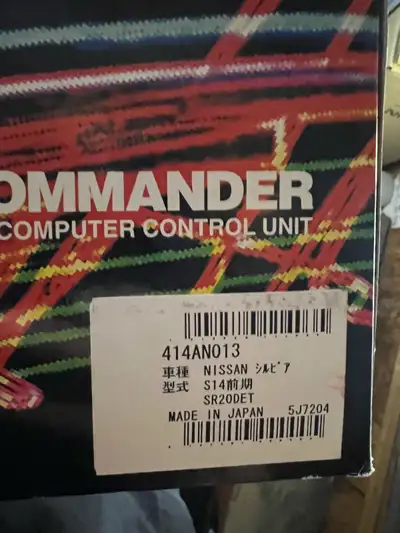 OMMANDER
COMPUTER CONTROL UNIT
414AN013
車種 NISSAN シルビア
型式 S14前期
SR20DET
MADE IN JAPAN 5J7204